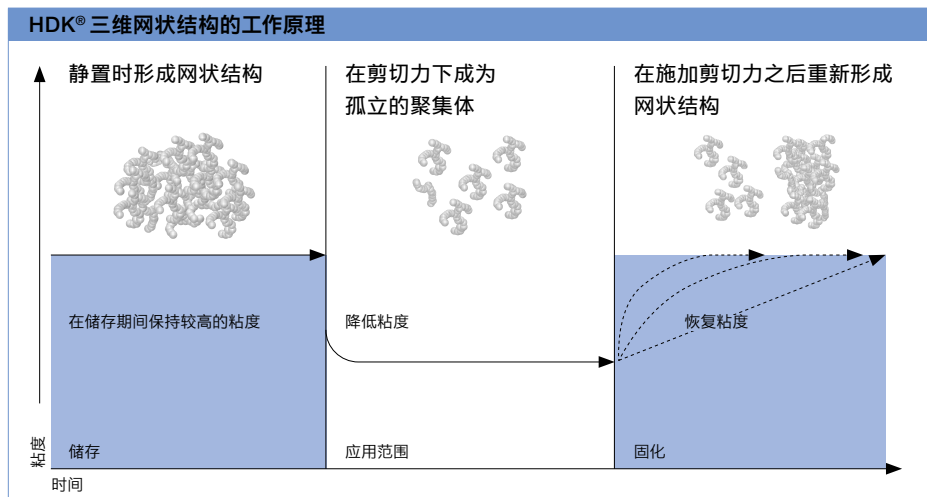 HDK® 三维网状结构的工作原理
静置时形成网状结构
在剪切力下成为
孤立的聚集体
在施加剪切力之后重新形成
网状结构
在储存期间保持较高的粘度
降低粘度
恢复粘度
储存
应用范围
固化
粘度
时间